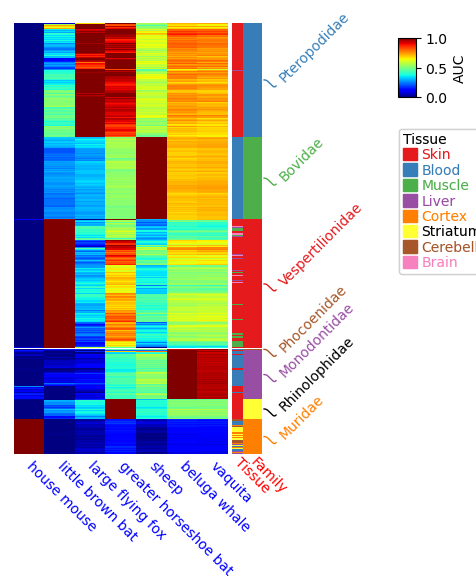 Pteropodidae
Bovidae
Vespertilionidae
Phocoenidae
Monodontidae
Rhinolophidae
Muridae
1.0
0.5
0.0
AUC
Tissue
Skin
Blood
Muscle
Liver
Cortex
Striatum
Cerebell
Brain
house mouse
little brown bat
large flying fox
greater horseshoe bat
sheep
beluga whale
vaquita
Tissue
Family